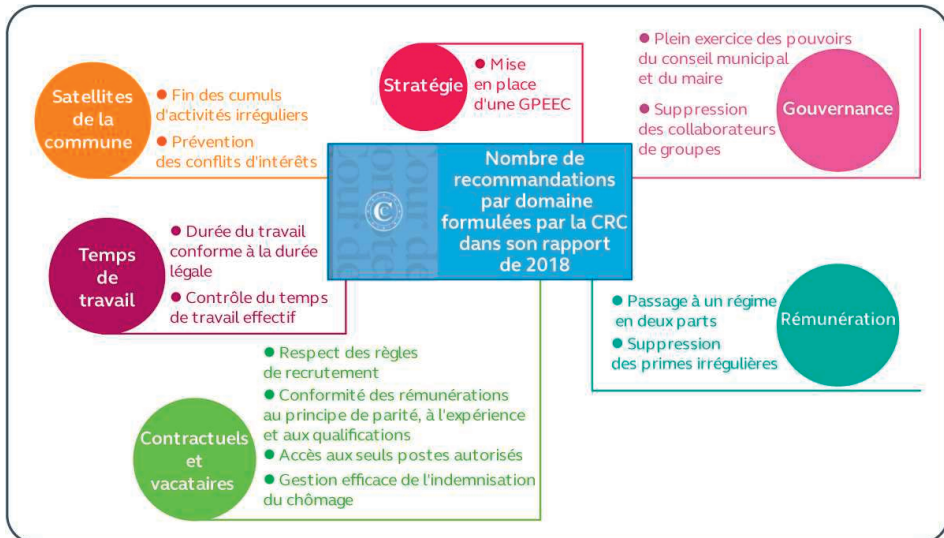 Satellites
de la
commune
● Fin des cumuls
d'activités irréguliers
● Prévention
des conflits d'intérêts
Stratégie
● Mise
en place
d'une GPEEC
● Plein exercice des pouvoirs
du conseil municipal
et du maire
● Suppression
des collaborateurs
de groupes
Gouvernance
Nombre de
recommandations
par domaine
formulées par la CRC
dans son rapport
de 2018
Temps
de
travail
● Durée du travail
conforme à la durée
légale
● Contrôle du temps
de travail effectif
● Passage à un régime
en deux parts
● Suppression
des primes irrégulières
Rémunération
Contractuels
et
vacataires
● Respect des règles
de recrutement
● Conformité des rémunérations
au principe de parité, à l'expérience
et aux qualifications
● Accès aux seuls postes autorisés
● Gestion efficace de l'indemnisation
du chômage